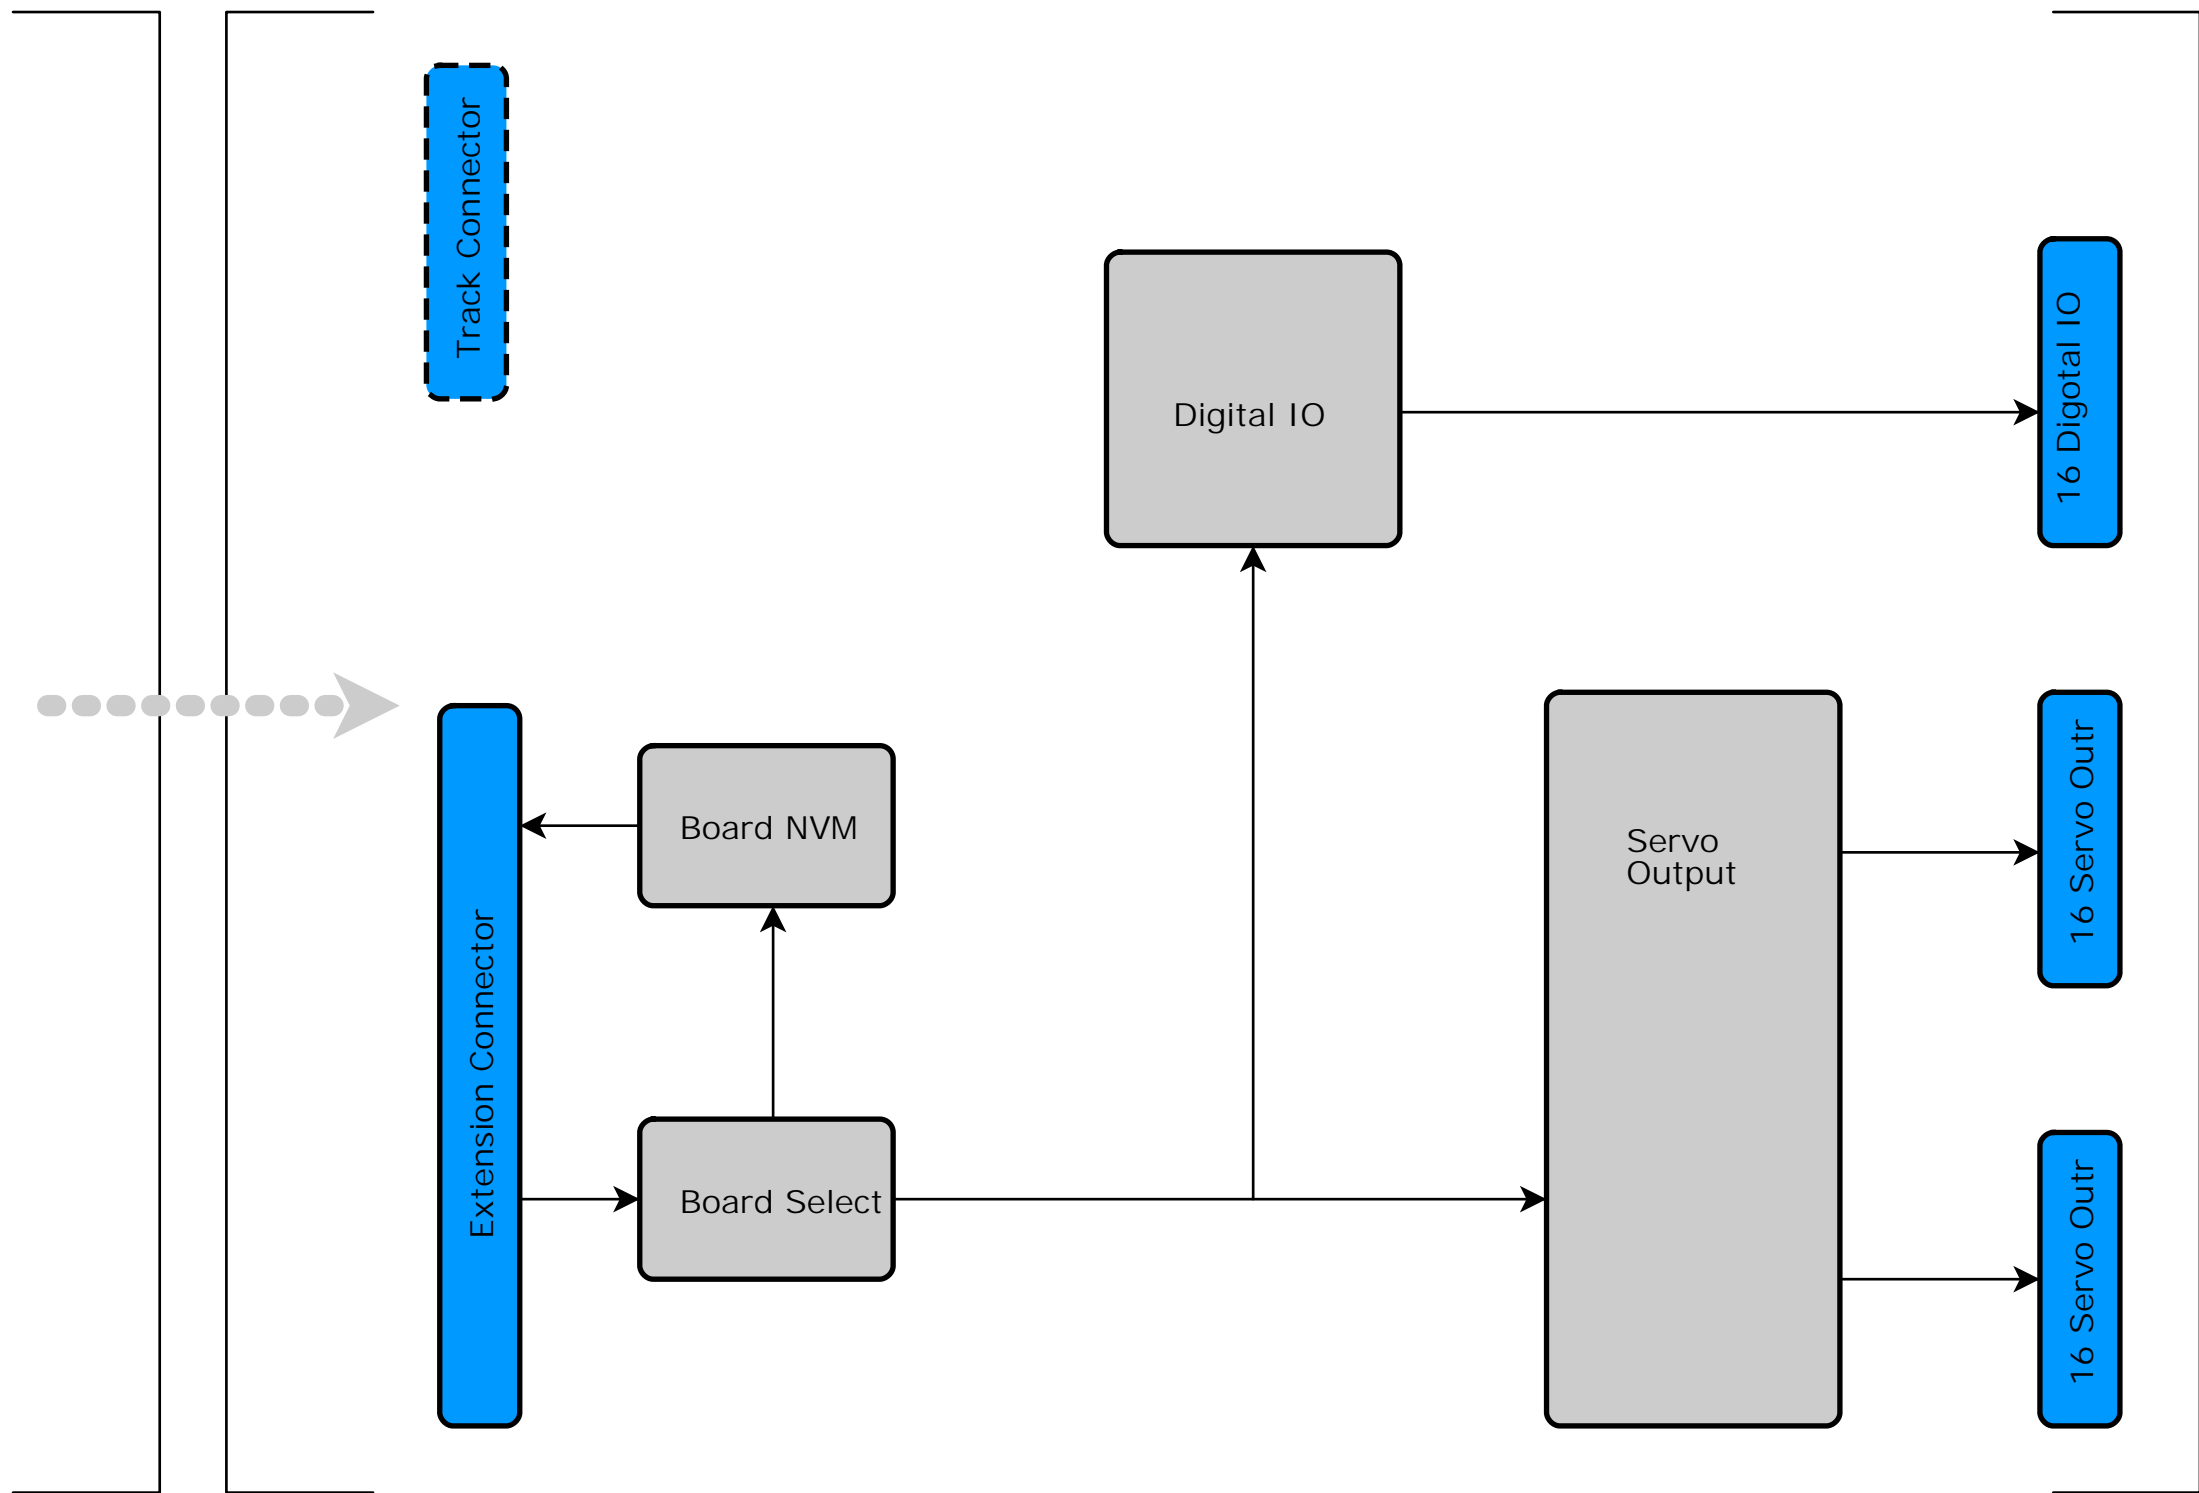 Track Connector
Digital IO
16 Digotal IO
Board NVM
Servo
Output
16 Servo Outr
Extension Connector
Board Select
16 Servo Outr